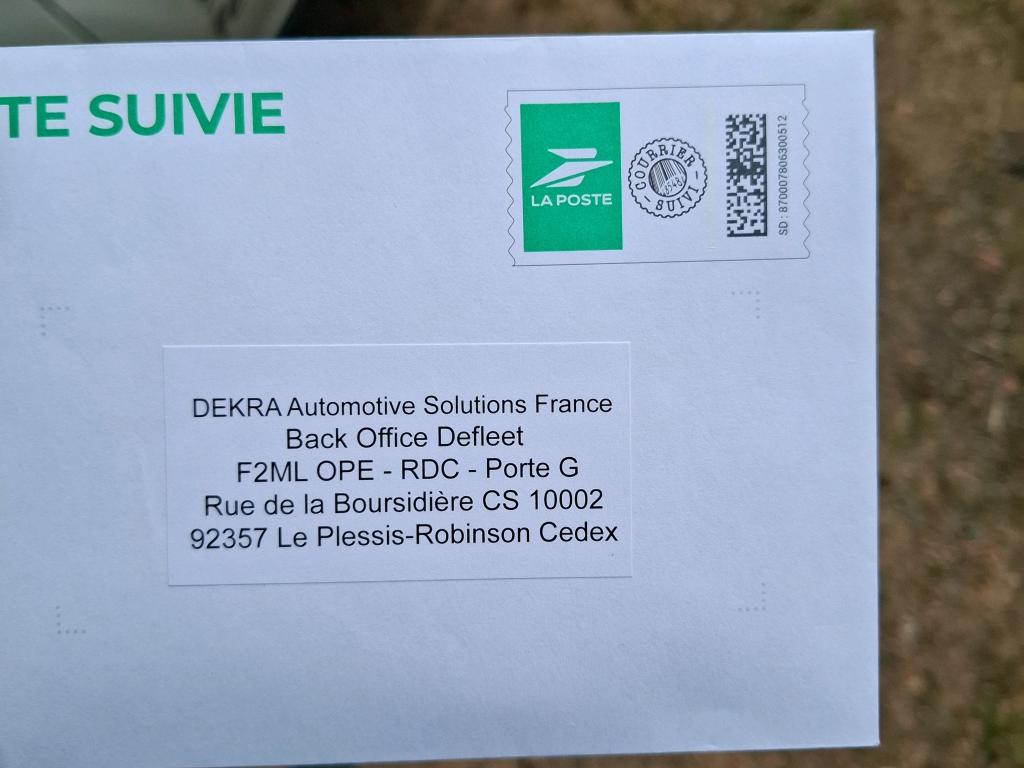 TE SUIVIE
LA POSTE
COURRIER
SUIVI
SD : 870007806300512
DEKRA Automotive Solutions France
Back Office Defleet
F2ML OPE - RDC - Porte G
Rue de la Boursidière CS 10002
92357 Le Plessis-Robinson Cedex